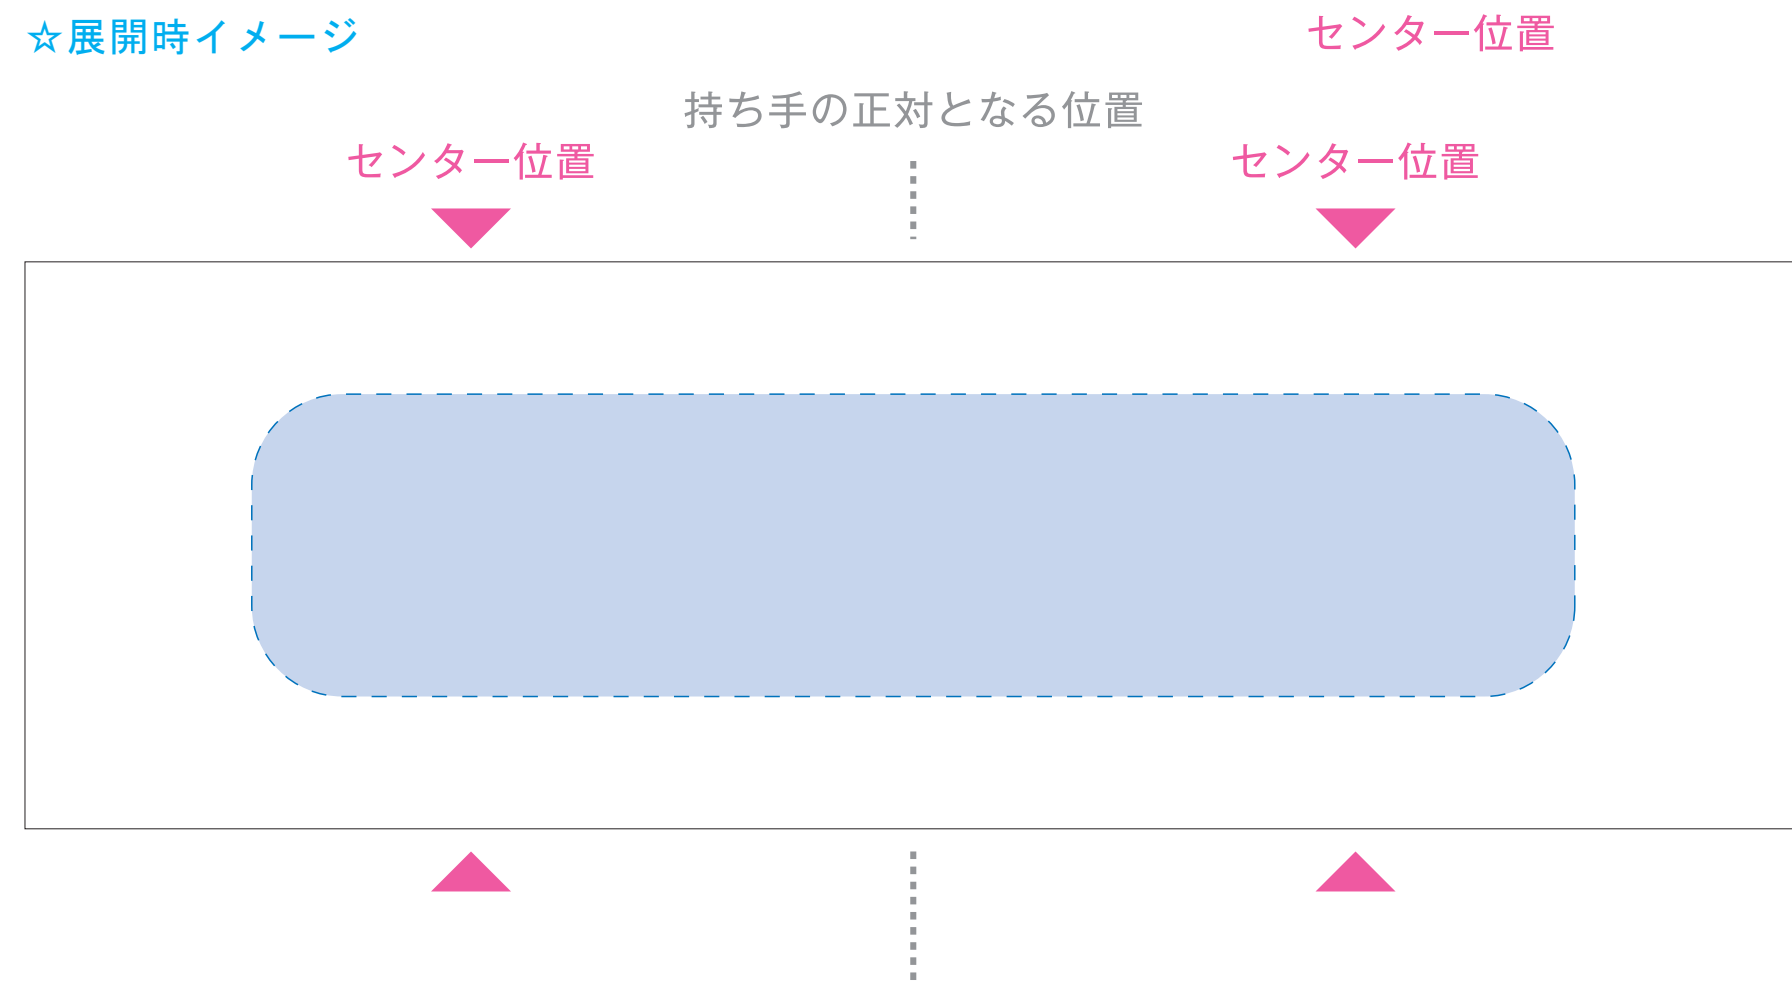 ☆展開時イメージ
センター位置
持ち手の正対となる位置
センター位置
センター位置